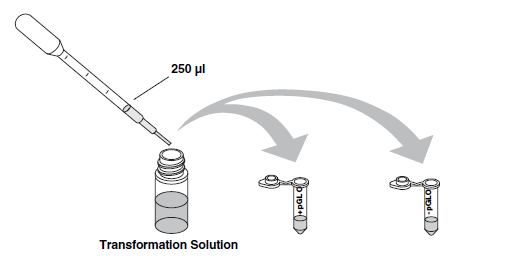 250 µl
+pGLO
-pGLO
Transformation Solution